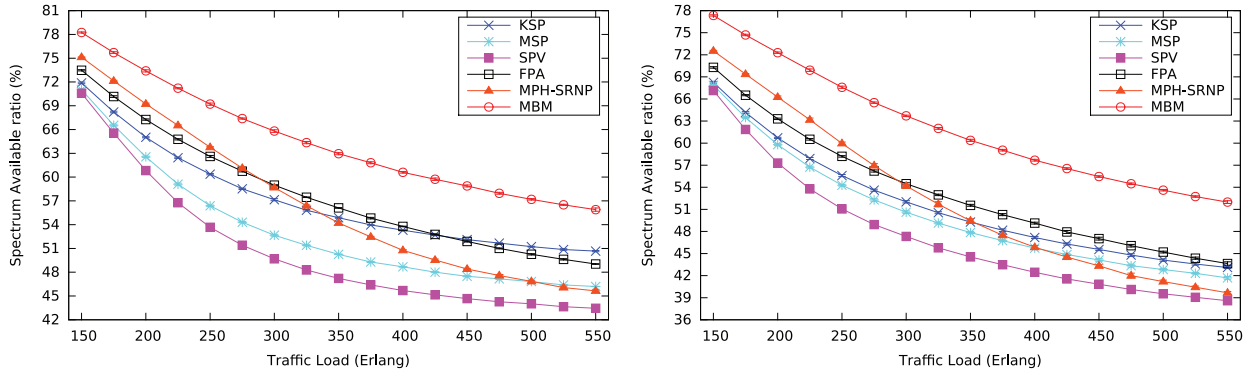 81
78
75
72
69
66
63
60
57
54
51
48
45
42
Spectrum Available ratio (%)
150 200 250 300 350 400 450 500 550
Traffic Load (Erlang)
KSP
MSP
SPV
FPA
MPH-SRNP
MBM
78
75
72
69
66
63
60
57
54
51
48
45
42
39
36
Spectrum Available ratio (%)
150 200 250 300 350 400 450 500 550
Traffic Load (Erlang)
KSP
MSP
SPV
FPA
MPH-SRNP
MBM